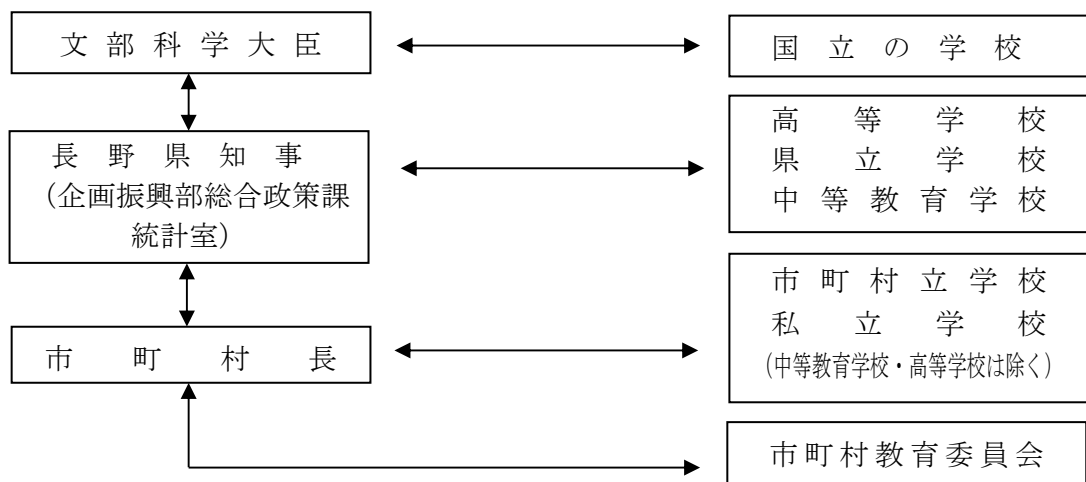 文部科学大臣
国立の学校
長野県知事
(企画振興部総合政策課
統計室)
高等学校
県立学校
中等教育学校
市町村長
市町村立学校
私立学校
(中等教育学校・高等学校は除く)
市町村教育委員会